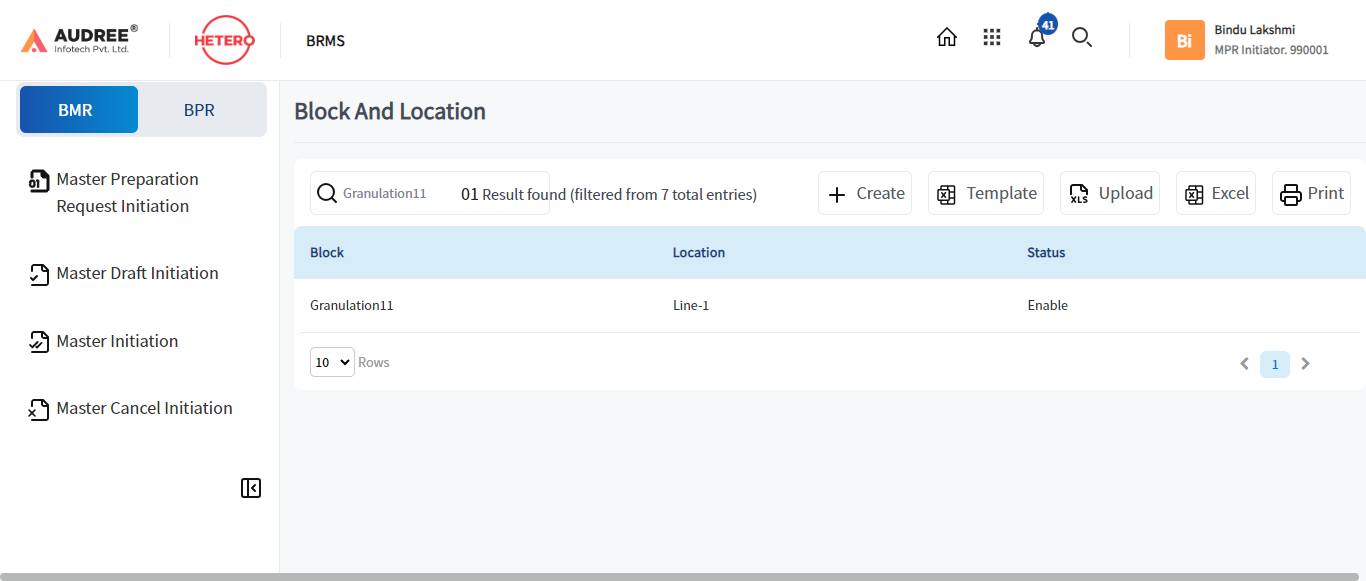 AUDREE®
Infotech Pvt. Ltd.
HETERO
BRMS
41
Bi
Bindu Lakshmi
MPR Initiator. 990001
BMR
BPR
Master Preparation
Request Initiation
Master Draft Initiation
Master Initiation
Master Cancel Initiation
Block And Location
Granulation11
01 Result found (filtered from 7 total entries)
Create
Template
XLS
Upload
Excel
Print
Block Location Status
Granulation11 Line-1 Enable
10 Rows
1